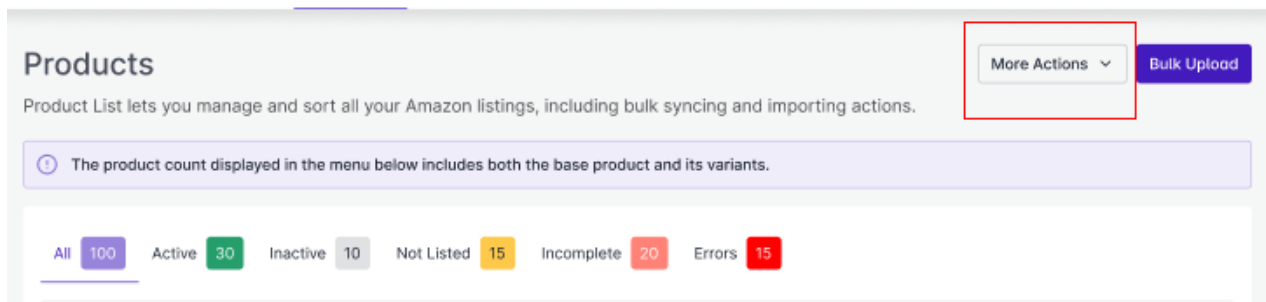 Products
More Actions
Bulk Upload
Product List lets you manage and sort all your Amazon listings, including bulk syncing and importing actions.
The product count displayed in the menu below includes both the base product and its variants.
All 100 Active 30 Inactive 10 Not Listed 15 Incomplete 20 Errors 15